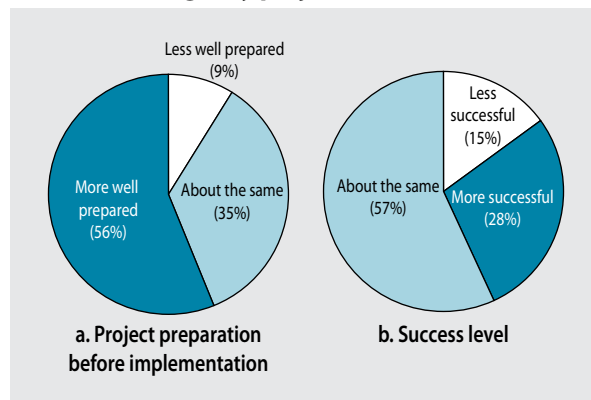 Less well prepared
(9%)
More well
prepared
(56%)
About the same
(35%)
a. Project preparation
before implementation
Less
successful
(15%)
About the same
(57%)
More successful
(28%)
b. Success level